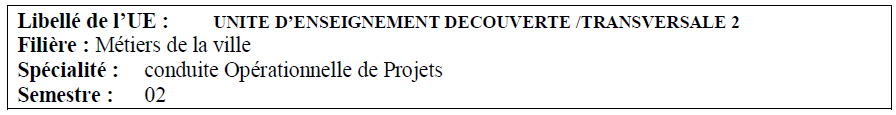 Libellé de l’UE : UNITE D’ENSEIGNEMENT DECOUVERTE /TRANSVERSALE 2
Filière : Métiers de la ville
Spécialité : conduite Opérationnelle de Projets
Semestre : 02